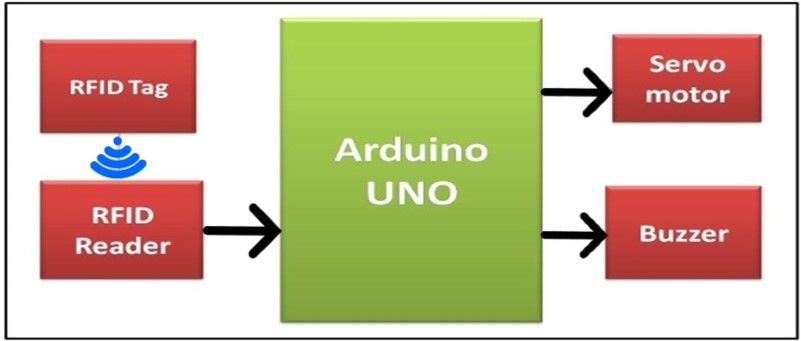 RFID Tag
RFID
Reader
Arduino
UNO
Servo
motor
Buzzer